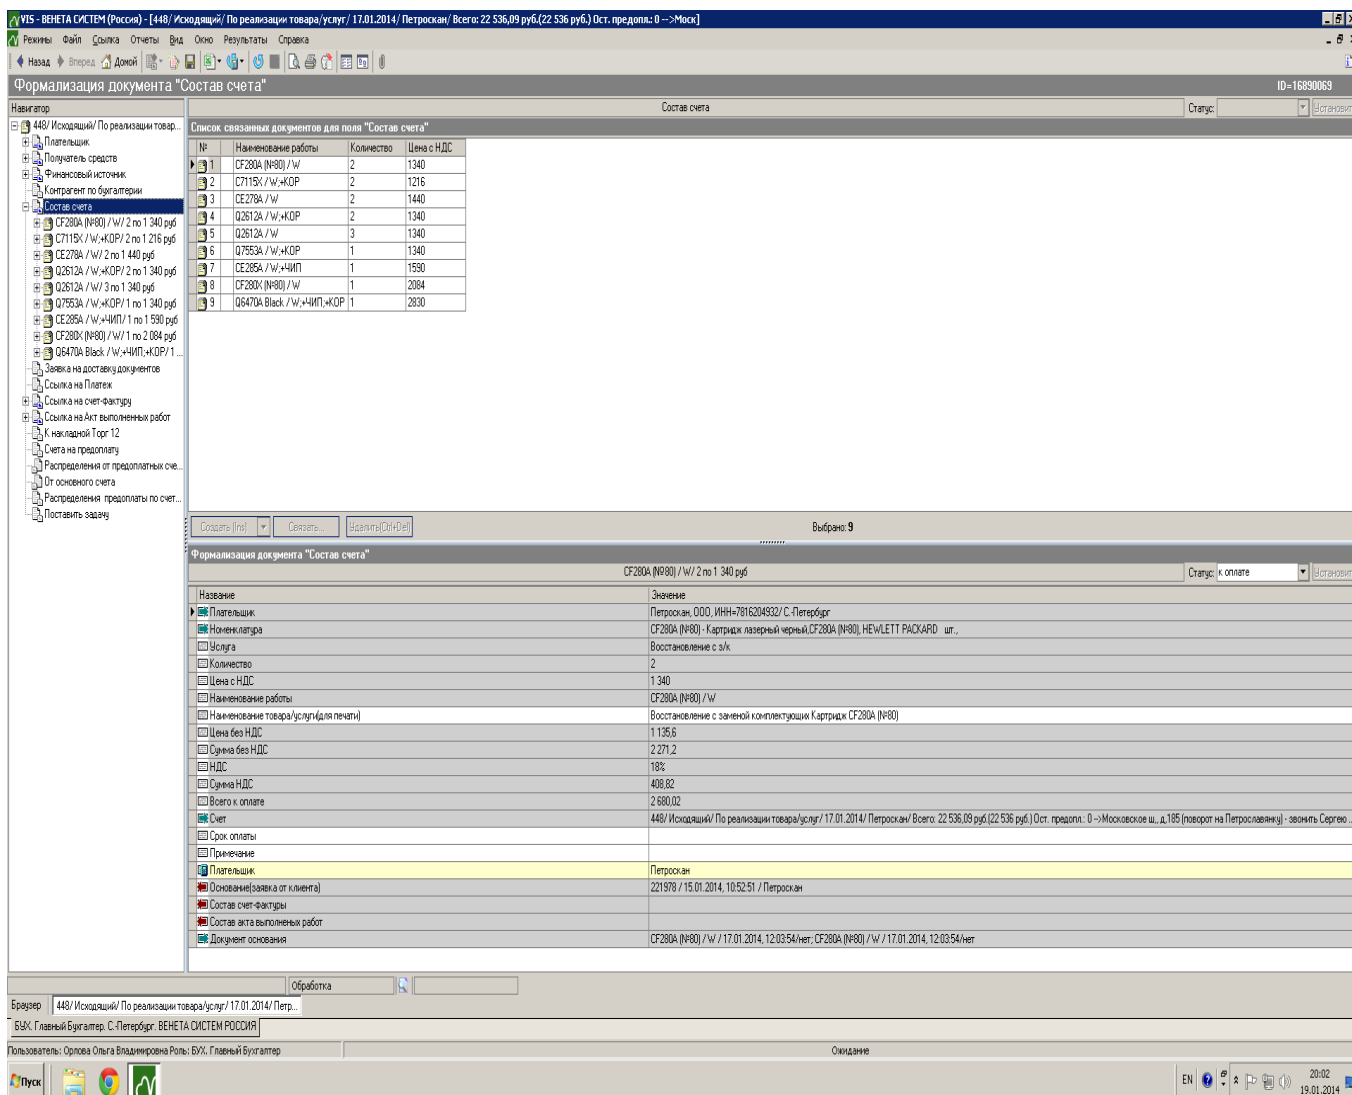 VIS - ВЕНЕТА СИСТЕМ (Россия) - [448/ Исходящий/ По реализации товара/услуг/ 17.01.2014/ Петроскан/ Всего: 22 536,09 руб.(22 536 руб.) Ост. предопл.: 0 -->Моск]
Режимы Файл Ссылка Отчеты Вид Окно Результаты Справка
Назад Вперед Домой
Формализация документа "Состав счета" ID=16890069
Навигатор
448/ Исходящий/ По реализации товар...
Плательщик
Получатель средств
Финансовый источник
Контрагент по бухгалтерии
Состав счета
CF280A (№80) / W/ 2 по 1 340 руб
C7115X / W;+КОР/ 2 по 1 216 руб
CE278A / W/ 2 по 1 440 руб
Q2612A / W;+КОР/ 2 по 1 340 руб
Q2612A / W/ 3 по 1 340 руб
Q7553A / W;+КОР/ 1 по 1 340 руб
CE285A / W;+ЧИП/ 1 по 1 590 руб
CF280X (№80) / W/ 1 по 2 084 руб
Q6470A Black / W;+ЧИП;+КОР/ 1 ...
Заявка на доставку документов
Ссылка на Платеж
Ссылка на счет-фактуру
Ссылка на Акт выполненных работ
К накладной Торг 12
Счета на предоплату
Распределения от предоплатных сче...
От основного счета
Распределения предоплаты по счет...
Поставить задачу
Состав счета Статус: Установит
Список связанных документов для поля "Состав счета"
№ Наименование работы Количество Цена с НДС
1 CF280A (№80) / W 2 1340
2 C7115X / W;+КОР 2 1216
3 CE278A / W 2 1440
4 Q2612A / W;+КОР 2 1340
5 Q2612A / W 3 1340
6 Q7553A / W;+КОР 1 1340
7 CE285A / W;+ЧИП 1 1590
8 CF280X (№80) / W 1 2084
9 Q6470A Black / W;+ЧИП;+КОР 1 2830
Создать (Ins) Связать... Удалить(Ctrl+Del) Выбрано: 9
Формализация документа "Состав счета"
CF280A (№80) / W/ 2 по 1 340 руб Статус: к оплате Установит
Название Значение
Плательщик Петроскан, ООО, ИНН=7816204932/ С.-Петербург
Номенклатура CF280A (№80) - Картридж лазерный черный,CF280A (№80), HEWLETT PACKARD шт.,
Услуга Восстановление с з/к
Количество 2
Цена с НДС 1 340
Наименование работы CF280A (№80) / W
Наименование товара/услуги(для печати) Восстановление с заменой комплектующих Картридж CF280A (№80)
Цена без НДС 1 135,6
Сумма без НДС 2 271,2
НДС 18%
Сумма НДС 408,82
Всего к оплате 2 680,02
Счет 448/ Исходящий/ По реализации товара/услуг/ 17.01.2014/ Петроскан/ Всего: 22 536,09 руб.(22 536 руб.) Ост. предопл.: 0 -->Московское ш., д.185 (поворот на Петрославянку) - звонить Сергею ...
Срок оплаты
Примечание
Плательщик Петроскан
Основание(заявка от клиента) 221978 / 15.01.2014, 10:52:51 / Петроскан
Состав счет-фактуры
Состав акта выполненых работ
Документ основания CF280A (№80) / W / 17.01.2014, 12:03:54/нет; CF280A (№80) / W / 17.01.2014, 12:03:54/нет
Обработка
Браузер 448/ Исходящий/ По реализации товара/услуг/ 17.01.2014/ Петр...
БУХ. Главный Бухгалтер. С.-Петербург. ВЕНЕТА СИСТЕМ РОССИЯ
Пользователь: Орлова Ольга Владимировна Роль: БУХ. Главный Бухгалтер Ожидание
Пуск EN 20:02
19.01.2014